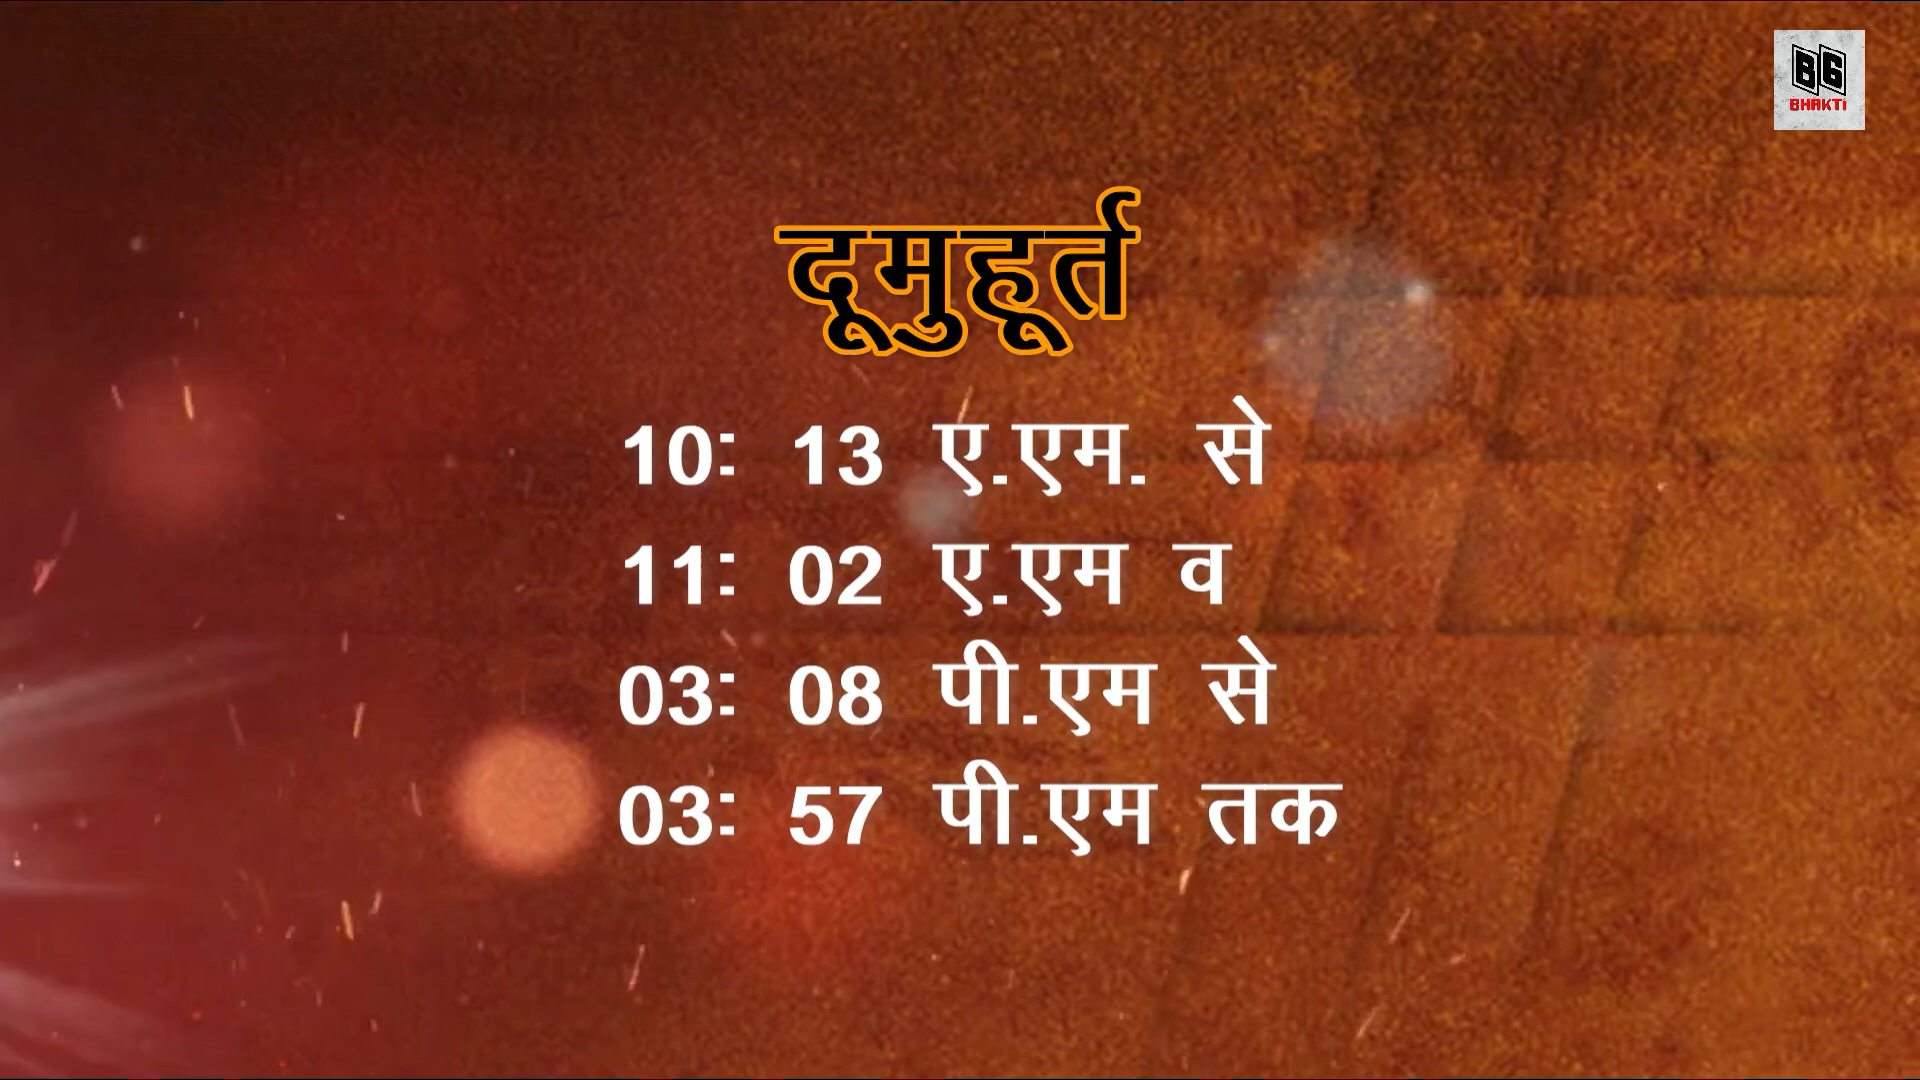 BG
BHAKTI
दूमुहूर्त
10: 13 ए.एम. से
11: 02 ए.एम व
03: 08 पी.एम से
03: 57 पी.एम तक